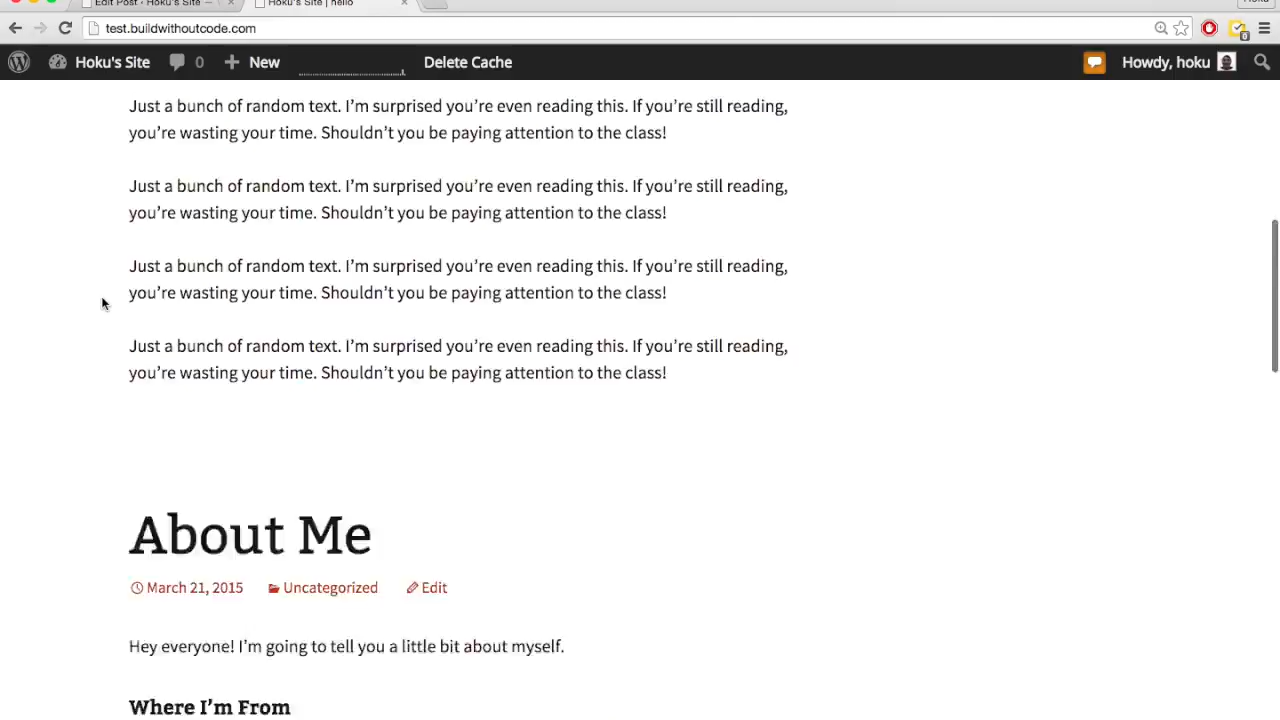 Edit Post ‹ Hoku's Site —
Hoku's Site | hello
Hoku
test.buildwithoutcode.com
Hoku's Site 0 New Delete Cache Howdy, hoku
Just a bunch of random text. I'm surprised you're even reading this. If you're still reading,
you're wasting your time. Shouldn't you be paying attention to the class!
Just a bunch of random text. I'm surprised you're even reading this. If you're still reading,
you're wasting your time. Shouldn't you be paying attention to the class!
Just a bunch of random text. I'm surprised you're even reading this. If you're still reading,
you're wasting your time. Shouldn't you be paying attention to the class!
Just a bunch of random text. I'm surprised you're even reading this. If you're still reading,
you're wasting your time. Shouldn't you be paying attention to the class!
About Me
March 21, 2015 Uncategorized Edit
Hey everyone! I'm going to tell you a little bit about myself.
Where I'm From